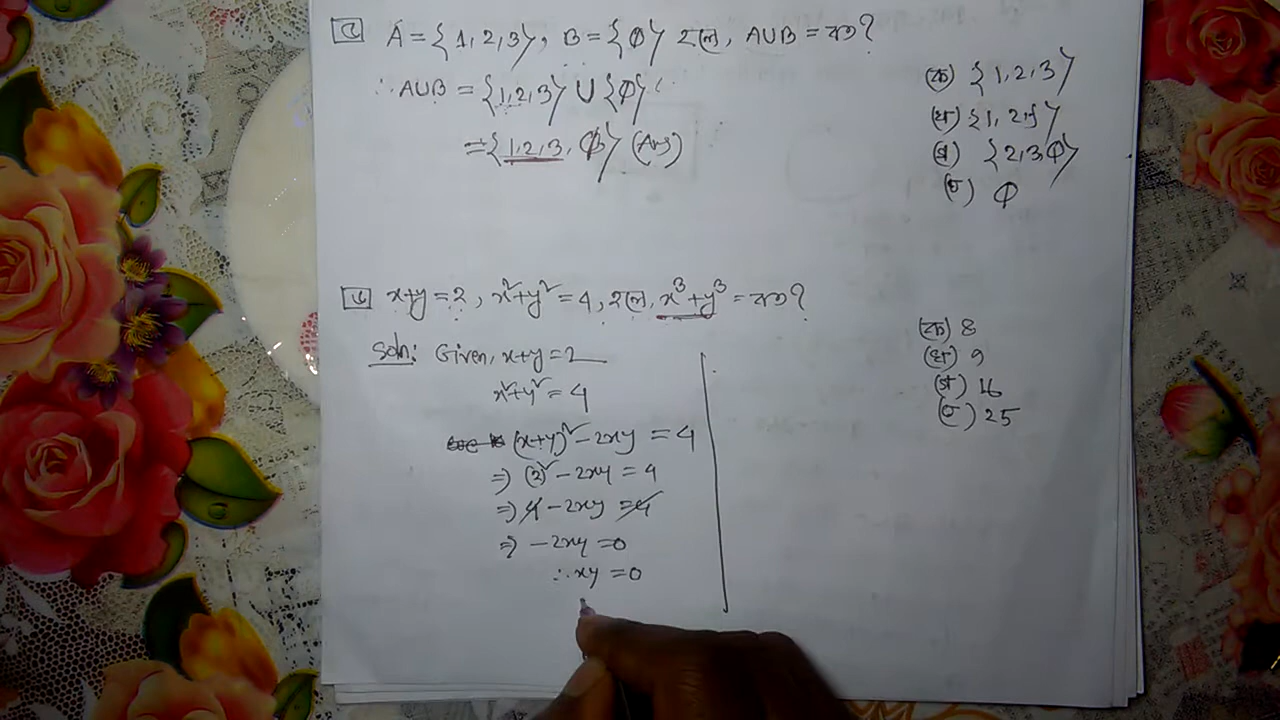 ৫ A = {1, 2, 3}, B = {φ} হলে, A∪B = কত?
∴ A∪B = {1, 2, 3} ∪ {φ}
= {1, 2, 3, φ} (Ans)
(ক) {1, 2, 3}
(খ) {1, 2, }
(গ) {2, 3, φ}
(ঘ) φ
৬ x+y = 2, x²+y² = 4, হলে, x³+y³ = কত?
Soln: Given, x+y = 2
x²+y² = 4
(x+y)² - 2xy = 4
⇒ (2)² - 2xy = 4
⇒ 4 - 2xy = 4
⇒ -2xy = 0
∴ xy = 0
(ক) 8
(খ) 9
(গ) 16
(ঘ) 25